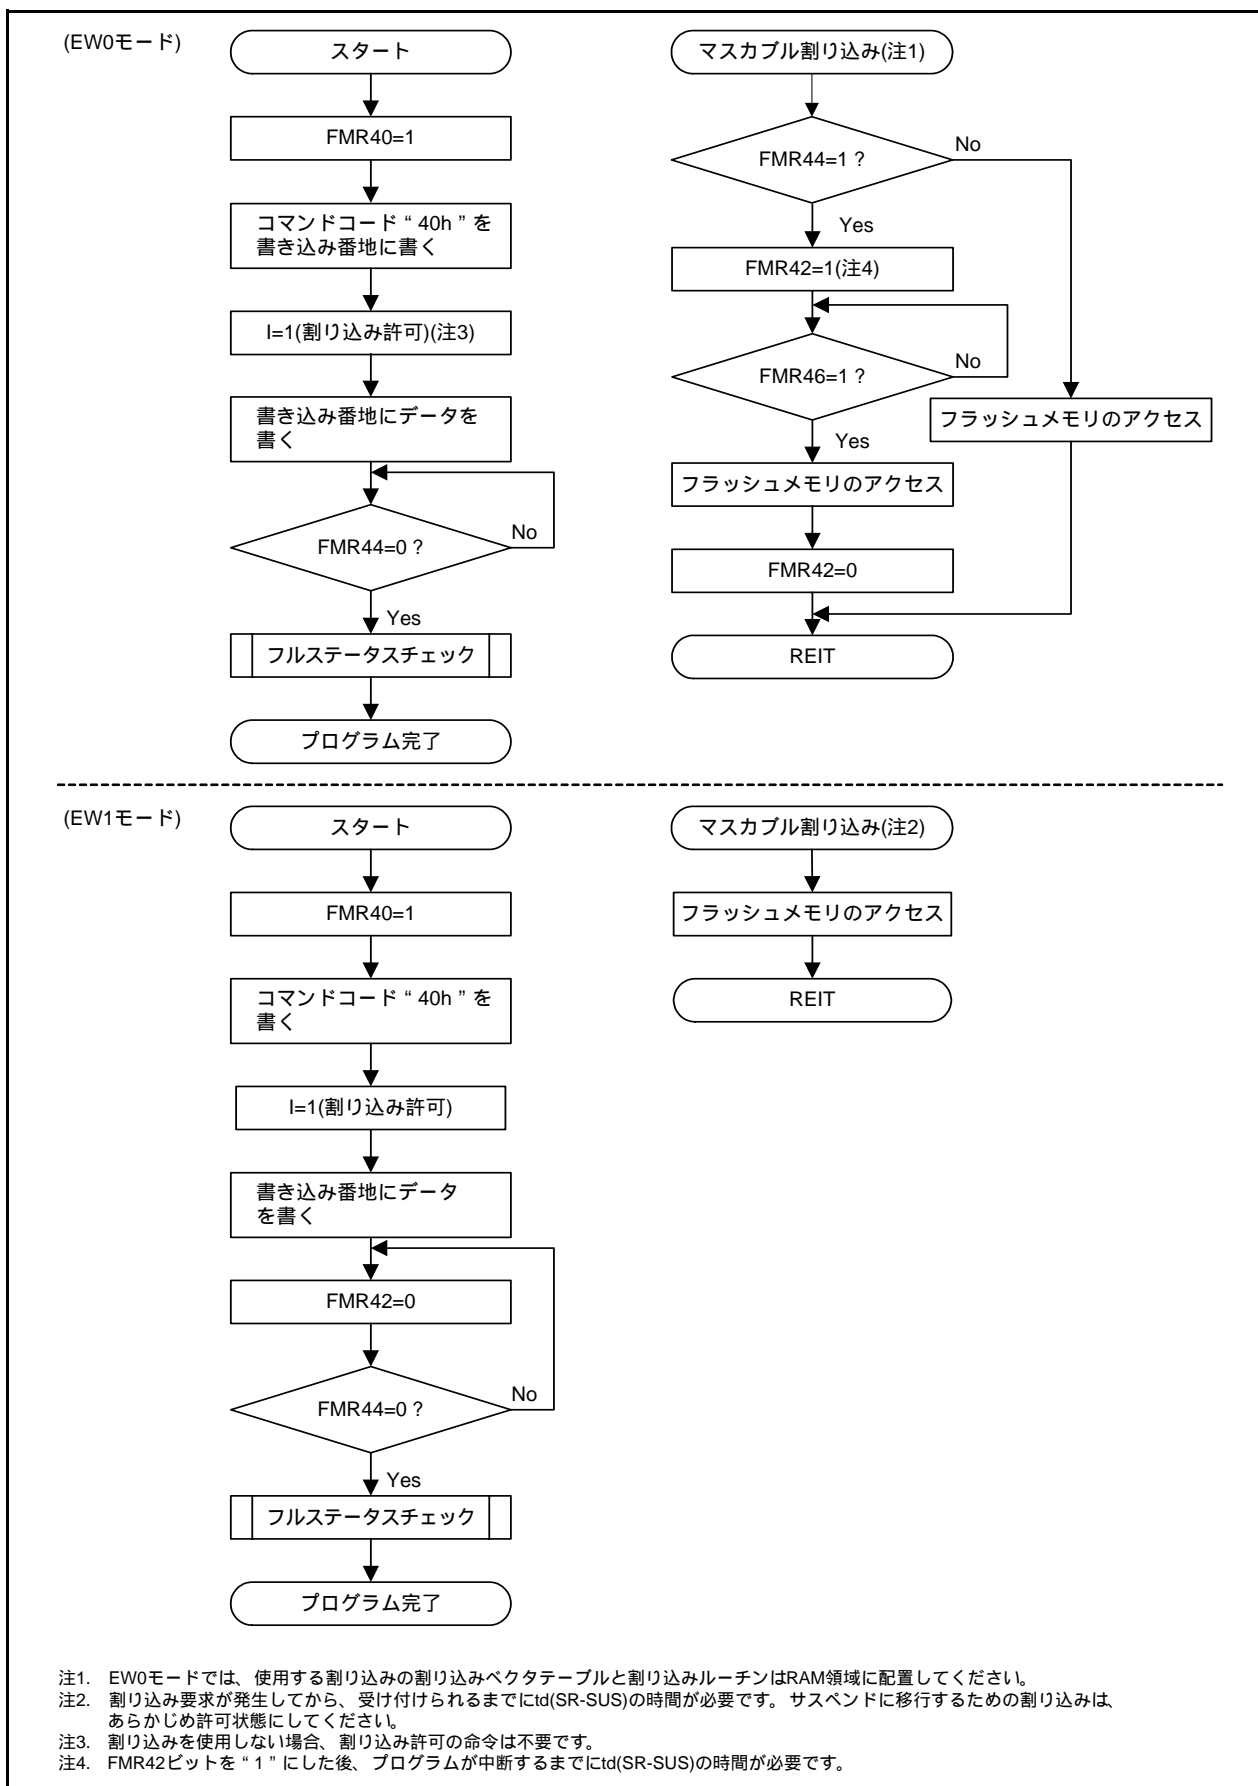 (EW0モード)
スタート
FMR40=1
コマンドコード“40h”を
書き込み番地に書く
I=1(割り込み許可)(注3)
書き込み番地にデータを
書く
FMR44=0 ?
No
Yes
フルステータスチェック
プログラム完了
マスカブル割り込み(注1)
FMR44=1 ?
No
Yes
FMR42=1(注4)
FMR46=1 ?
No
Yes
フラッシュメモリのアクセス
フラッシュメモリのアクセス
FMR42=0
REIT
(EW1モード)
スタート
FMR40=1
コマンドコード“40h”を
書く
I=1(割り込み許可)
書き込み番地にデータ
を書く
FMR42=0
FMR44=0 ?
No
Yes
フルステータスチェック
プログラム完了
マスカブル割り込み(注2)
フラッシュメモリのアクセス
REIT
注1. EW0モードでは、使用する割り込みの割り込みベクタテーブルと割り込みルーチンはRAM領域に配置してください。
注2. 割り込み要求が発生してから、受け付けられるまでにtd(SR-SUS)の時間が必要です。サスペンドに移行するための割り込みは、
あらかじめ許可状態にしてください。
注3. 割り込みを使用しない場合、割り込み許可の命令は不要です。
注4. FMR42ビットを“1”にした後、プログラムが中断するまでにtd(SR-SUS)の時間が必要です。